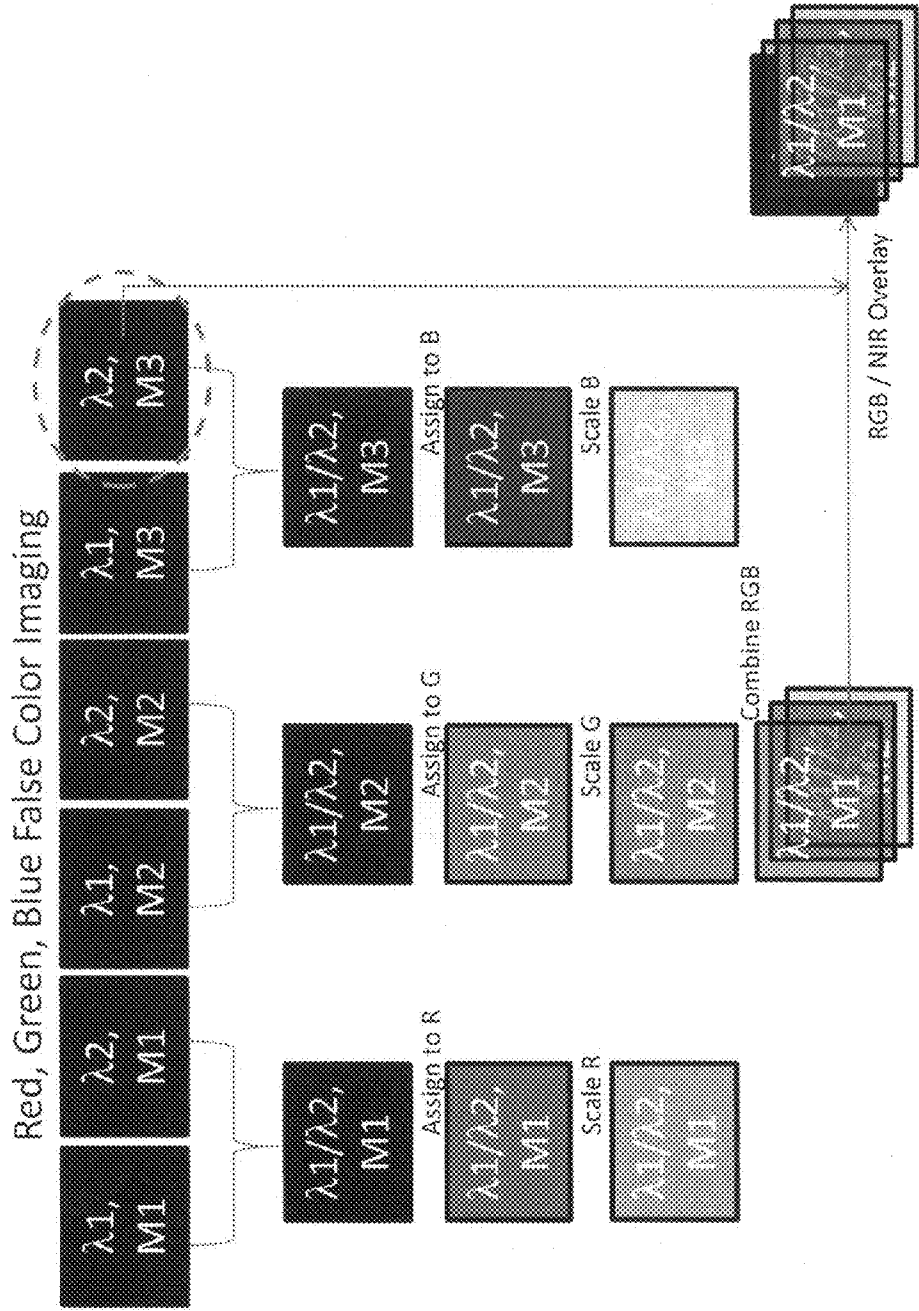 Red, Green, Blue False Color Imaging
λ1,
M1
λ2,
M1
λ1,
M2
λ2,
M2
λ1,
M3
λ2,
M3
λ1/λ2,
M1
λ1/λ2,
M2
λ1/λ2,
M3
Assign to R
Assign to G
Assign to B
λ1/λ2,
M1
λ1/λ2,
M2
λ1/λ2,
M3
Scale R
Scale G
Scale B
λ1/λ2,
M1
λ1/λ2,
M2
Combine RGB
λ1/λ2,
M1
RGB / NIR Overlay
λ1/λ2,
M1